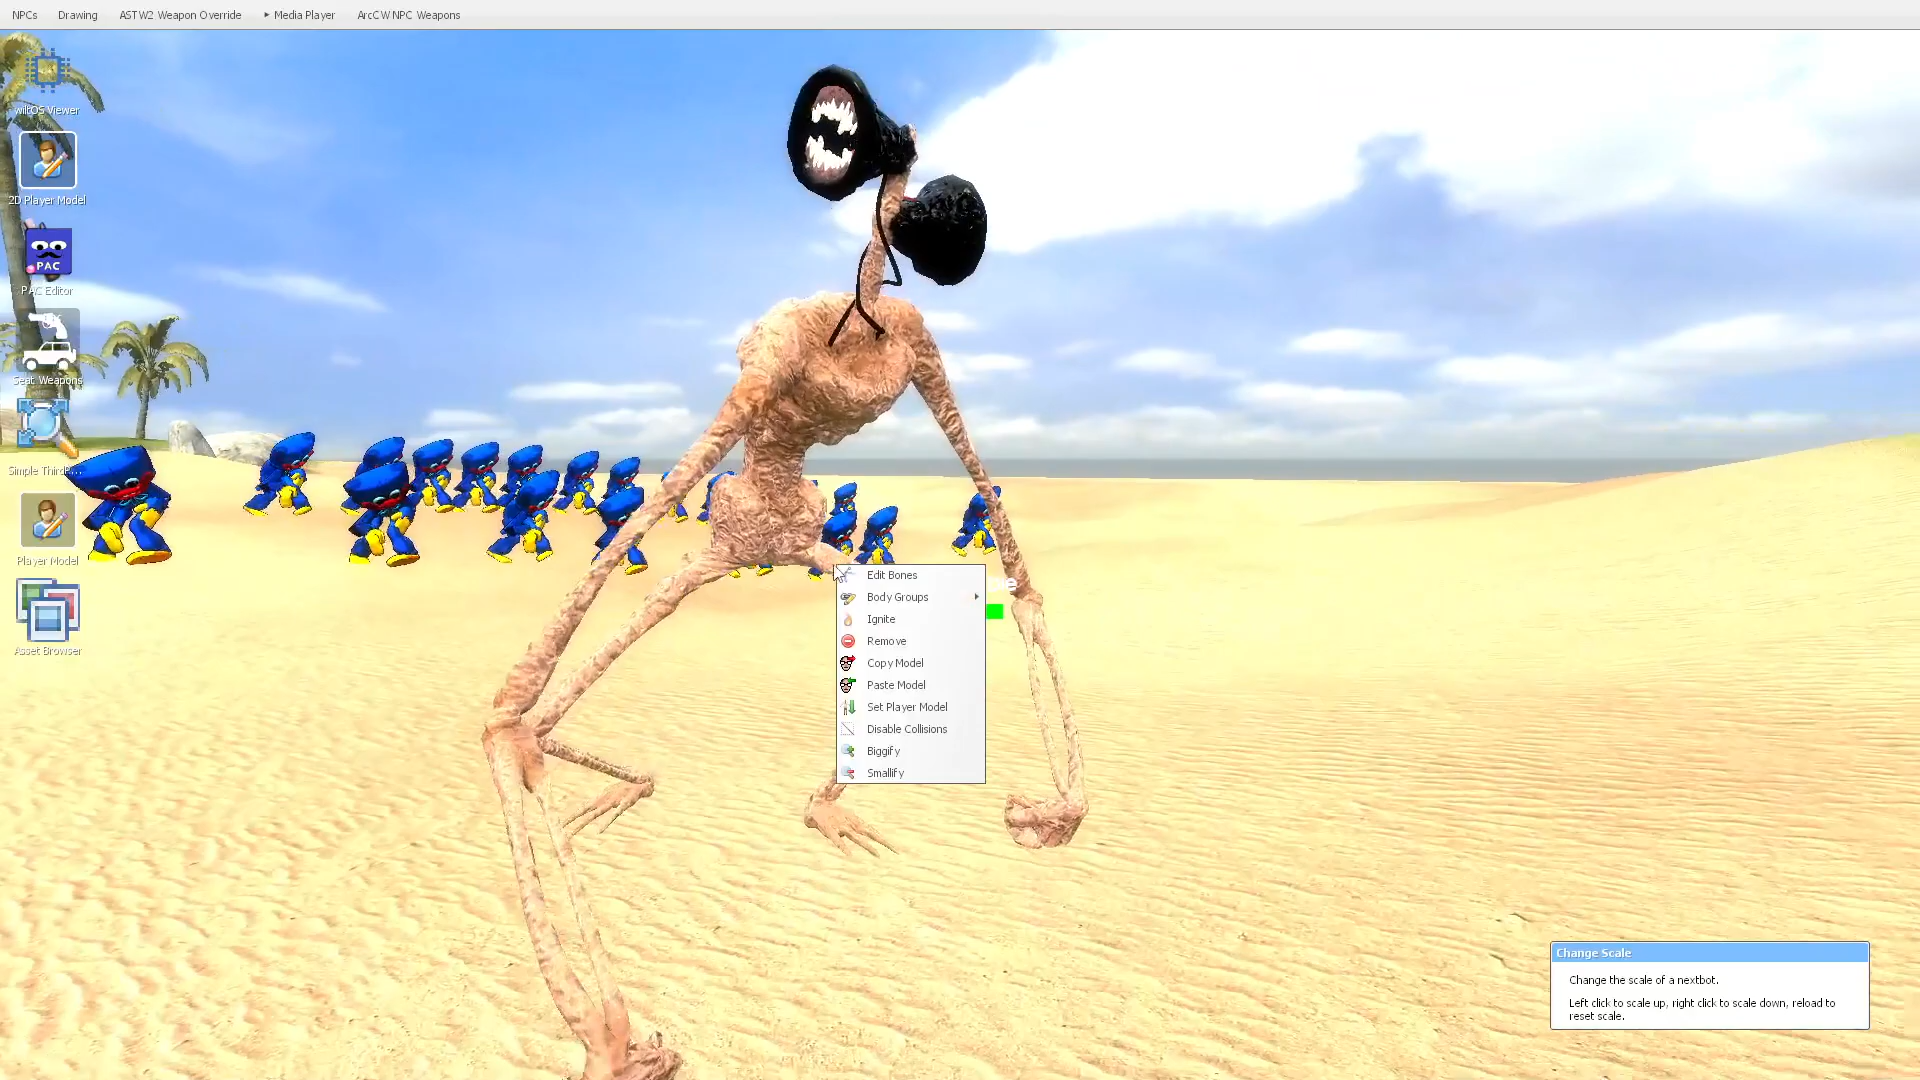 NPCs
Drawing
ASTW2 Weapon Override
Media Player
ArcCW NPC Weapons
wiltOS Viewer
2D Player Model
PAC
PAC Editor
Seat Weapons
Simple ThirdP...
Player Model
Asset Browser
Edit Bones
Body Groups
Ignite
Remove
Copy Model
Paste Model
Set Player Model
Disable Collisions
Biggify
Smallify
Change Scale
Change the scale of a nextbot.
Left click to scale up, right click to scale down, reload to
reset scale.